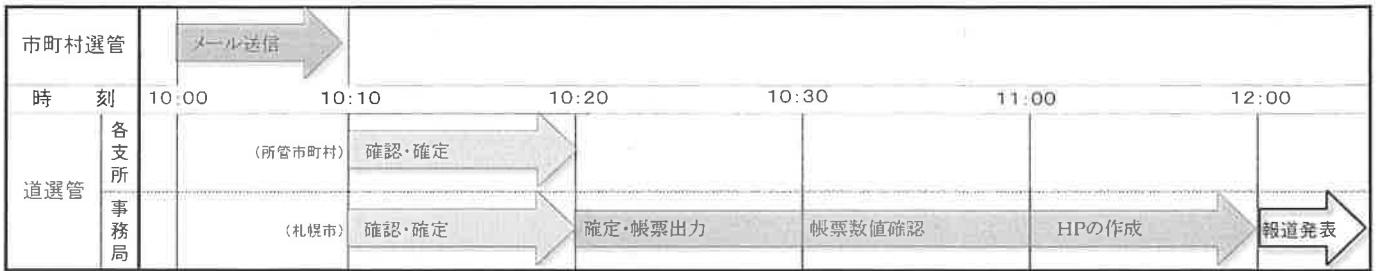 市町村選管 メール送信
時刻 10:00 10:10 10:20 10:30 11:00 12:00
道選管
各支所 (所管市町村) 確認・確定
事務局 (札幌市) 確認・確定 確定・帳票出力 帳票数値確認 HPの作成 報道発表